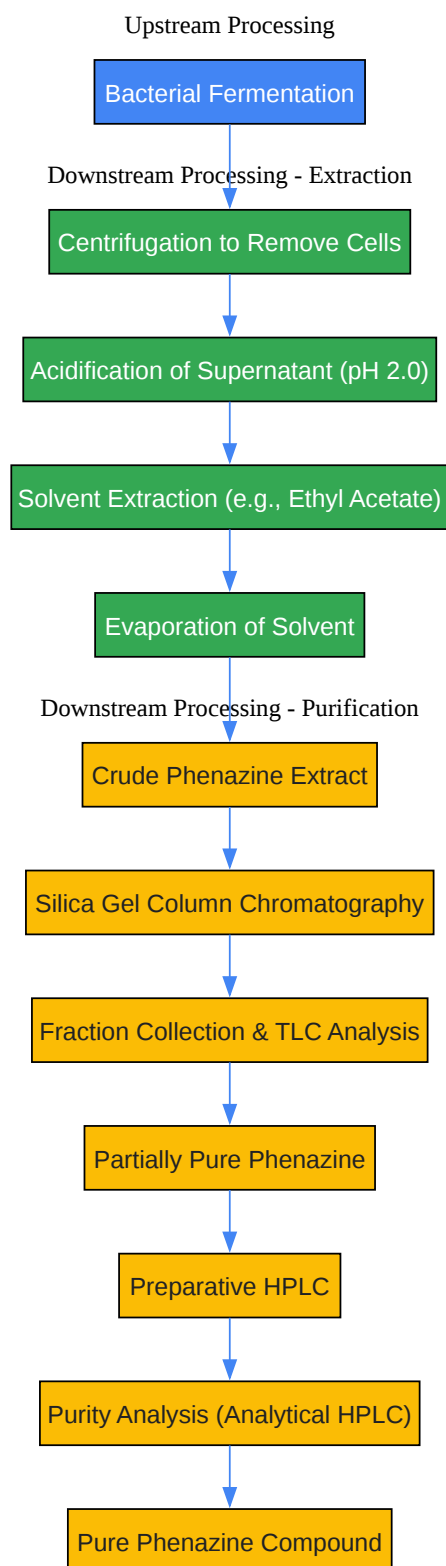 Upstream Processing
Bacterial Fermentation
Downstream Processing - Extraction
Centrifugation to Remove Cells
Acidification of Supernatant (pH 2.0)
Solvent Extraction (e.g., Ethyl Acetate)
Evaporation of Solvent
Downstream Processing - Purification
Crude Phenazine Extract
Silica Gel Column Chromatography
Fraction Collection & TLC Analysis
Partially Pure Phenazine
Preparative HPLC
Purity Analysis (Analytical HPLC)
Pure Phenazine Compound